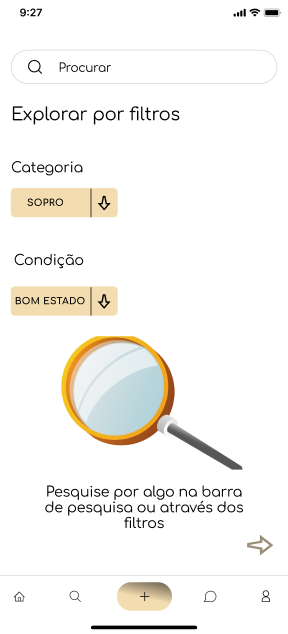 9:27
Procurar
Explorar por filtros
Categoria
SOPRO
Condição
BOM ESTADO
Pesquise por algo na barra
de pesquisa ou através dos
filtros